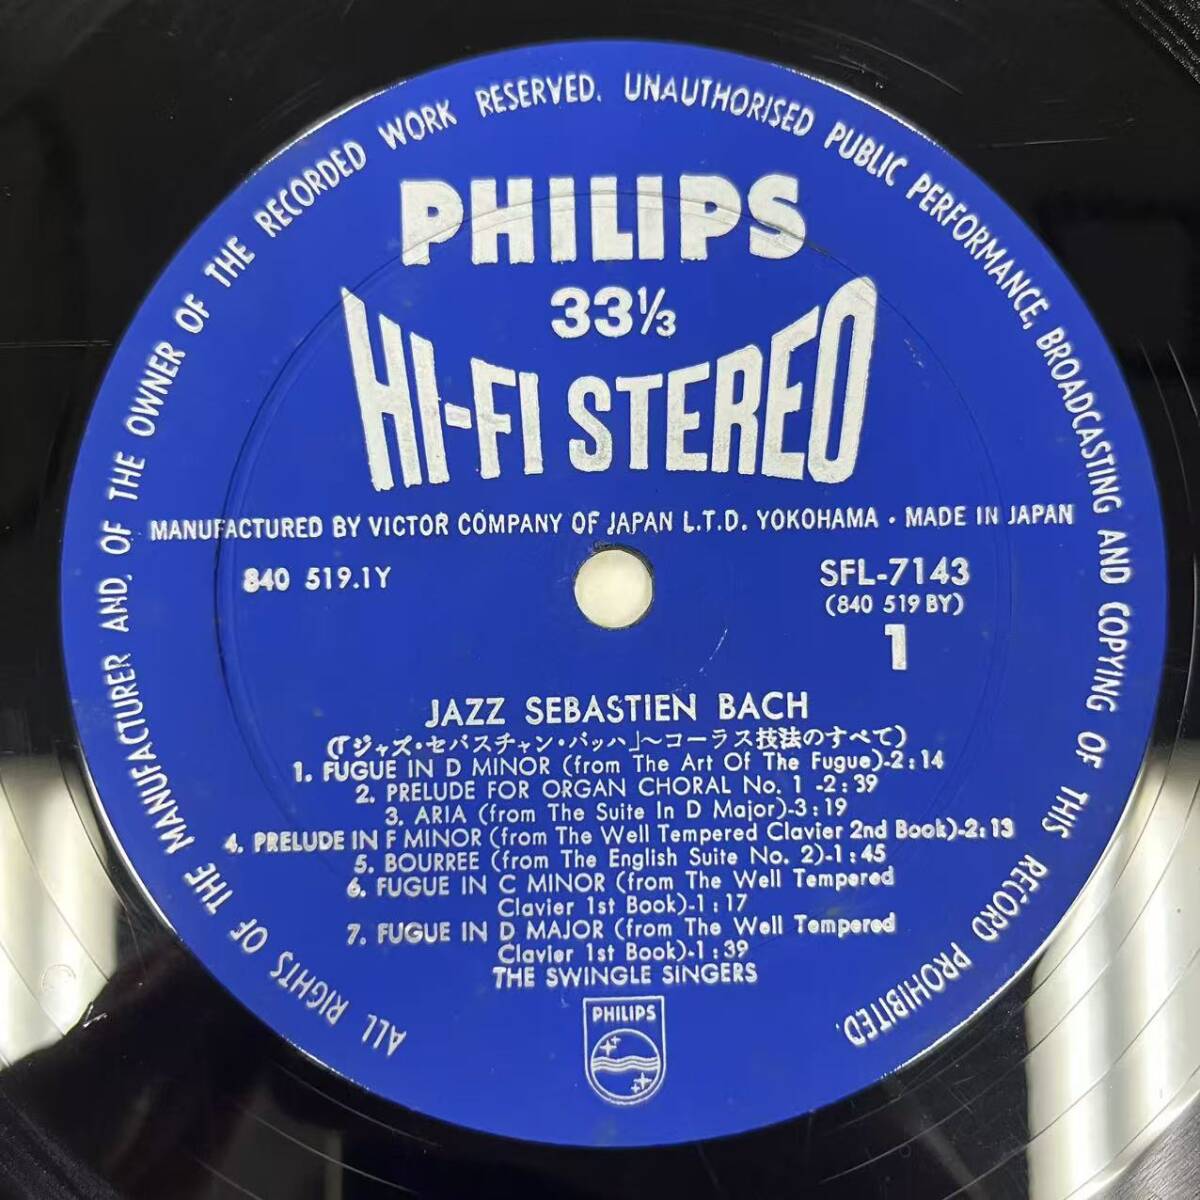 ALL RIGHTS OF THE MANUFACTURER AND, OF THE OWNER OF THE RECORDED WORK RESERVED. UNAUTHORISED PUBLIC PERFORMANCE, BROADCASTING AND COPYING OF THIS RECORD PROHIBITED.
PHILIPS
33⅓
HI-FI STEREO
MANUFACTURED BY VICTOR COMPANY OF JAPAN L.T.D. YOKOHAMA • MADE IN JAPAN
840 519.1Y
SFL-7143
(840 519 BY)
1
JAZZ SEBASTIEN BACH
(「ジャズ・セバスチャン・バッハ」~コーラス技法のすべて)
1. FUGUE IN D MINOR (from The Art Of The Fugue)-2:14
2. PRELUDE FOR ORGAN CHORAL No. 1 -2:39
3. ARIA (from The Suite In D Major)-3:19
4. PRELUDE IN F MINOR (from The Well Tempered Clavier 2nd Book)-2:13
5. BOURREE (from The English Suite No. 2)-1:45
6. FUGUE IN C MINOR (from The Well Tempered
Clavier 1st Book)-1:17
7. FUGUE IN D MAJOR (from The Well Tempered
Clavier 1st Book)-1:39
THE SWINGLE SINGERS
PHILIPS